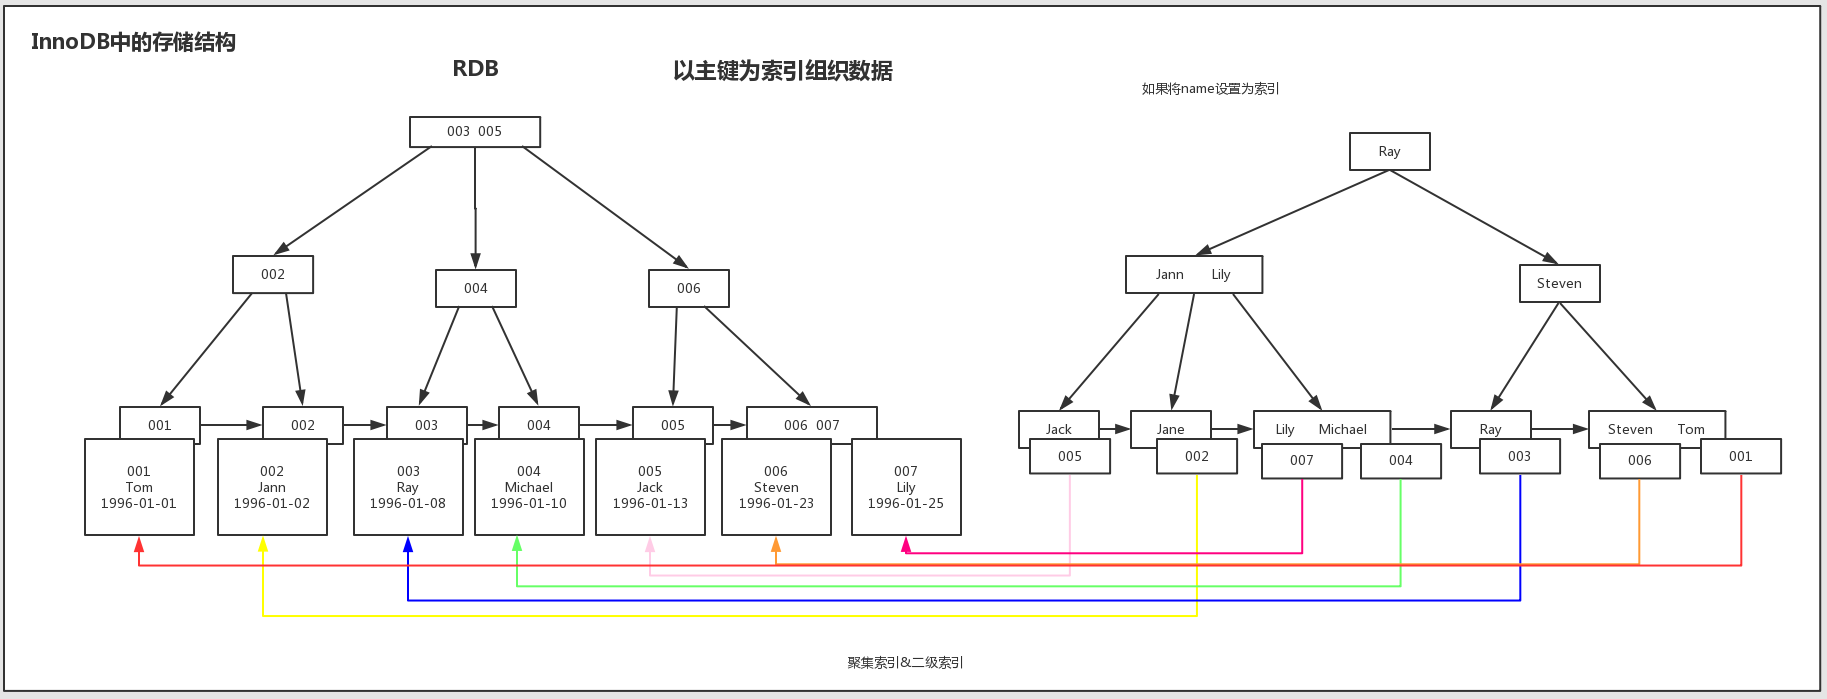 InnoDB中的存储结构
RDB
以主键为索引组织数据
如果将name设置为索引
003 005
Ray
002
004
006
Jann Lily
Steven
001
002
003
004
005
006 007
Jack
Jane
Lily Michael
Ray
Steven Tom
005
002
007
004
003
006
001
001
Tom
1996-01-01
002
Jann
1996-01-02
003
Ray
1996-01-08
004
Michael
1996-01-10
005
Jack
1996-01-13
006
Steven
1996-01-23
007
Lily
1996-01-25
聚集索引&二级索引